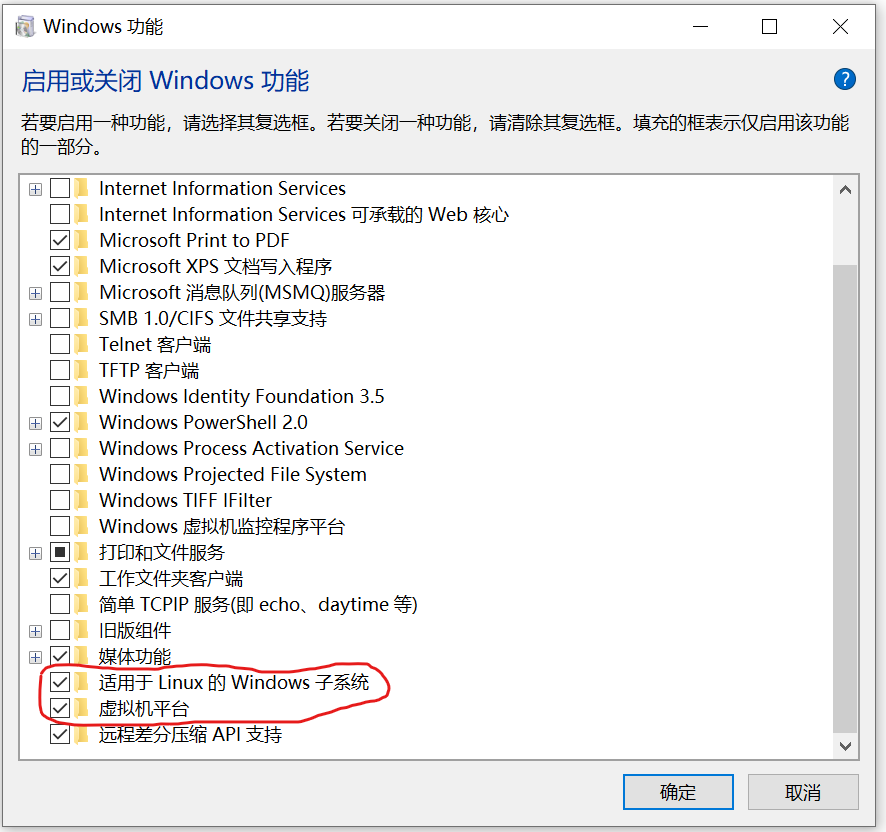 Windows 功能
启用或关闭 Windows 功能
若要启用一种功能，请选择其复选框。若要关闭一种功能，请清除其复选框。填充的框表示仅启用该功能
的一部分。
Internet Information Services
Internet Information Services 可承载的 Web 核心
Microsoft Print to PDF
Microsoft XPS 文档写入程序
Microsoft 消息队列(MSMQ)服务器
SMB 1.0/CIFS 文件共享支持
Telnet 客户端
TFTP 客户端
Windows Identity Foundation 3.5
Windows PowerShell 2.0
Windows Process Activation Service
Windows Projected File System
Windows TIFF IFilter
Windows 虚拟机监控程序平台
打印和文件服务
工作文件夹客户端
简单 TCPIP 服务(即 echo、daytime 等)
旧版组件
媒体功能
适用于 Linux 的 Windows 子系统
虚拟机平台
远程差分压缩 API 支持
确定
取消